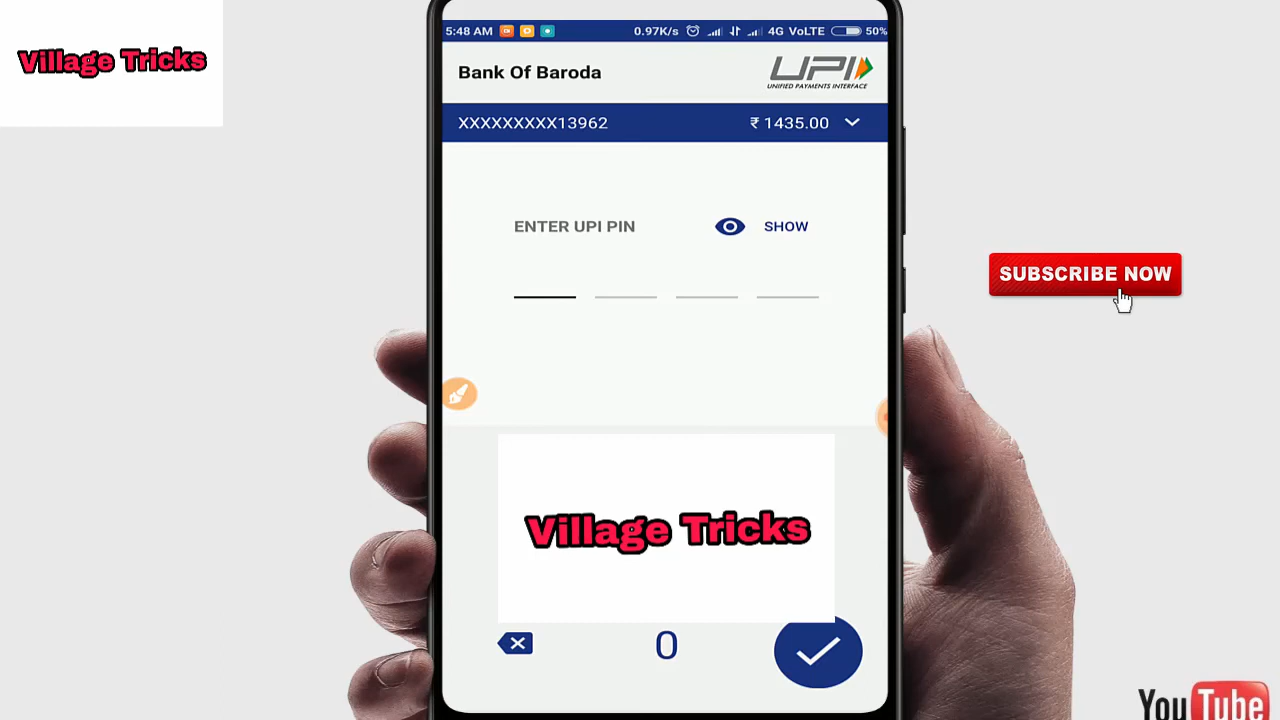 Village Tricks
5:48 AM 0.97K/s 4G VoLTE 50%
Bank Of Baroda
UPI
UNIFIED PAYMENTS INTERFACE
XXXXXXXXX13962 ₹ 1435.00
ENTER UPI PIN SHOW
SUBSCRIBE NOW
Village Tricks
0
YouTube